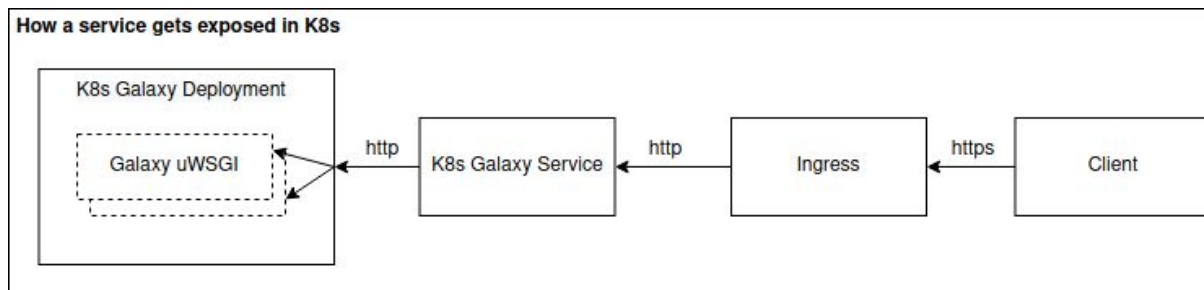 How a service gets exposed in K8s
K8s Galaxy Deployment
Galaxy uWSGI
http
K8s Galaxy Service
http
Ingress
https
Client